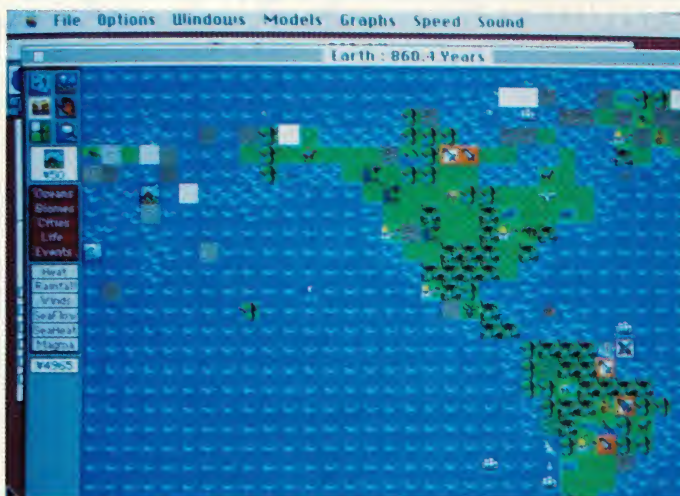 File Options Windows Models Graphs Speed Sound
Earth : 860.4 Years
¥50
Oceans
Biomes
Cities
Life
Events
Heat
Rainfall
Winds
SeaFlow
SeaHeat
Magma
¥4965